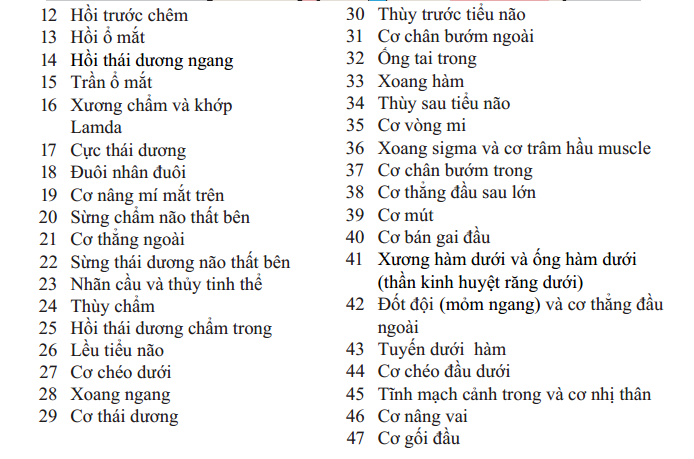 12 Hồi trước chêm
13 Hồi ổ mắt
14 Hồi thái dương ngang
15 Trần ổ mắt
16 Xương chẩm và khớp
Lamda
17 Cực thái dương
18 Đuôi nhân đuôi
19 Cơ nâng mí mắt trên
20 Sừng chẩm não thất bên
21 Cơ thẳng ngoài
22 Sừng thái dương não thất bên
23 Nhãn cầu và thủy tinh thể
24 Thùy chẩm
25 Hồi thái dương chẩm trong
26 Lều tiểu não
27 Cơ chéo dưới
28 Xoang ngang
29 Cơ thái dương
30 Thùy trước tiểu não
31 Cơ chân bướm ngoài
32 Ống tai trong
33 Xoang hàm
34 Thùy sau tiểu não
35 Cơ vòng mi
36 Xoang sigma và cơ trâm hầu muscle
37 Cơ chân bướm trong
38 Cơ thẳng đầu sau lớn
39 Cơ mút
40 Cơ bán gai đầu
41 Xương hàm dưới và ống hàm dưới
(thần kinh huyệt răng dưới)
42 Đốt đội (mỏm ngang) và cơ thẳng đầu
ngoài
43 Tuyến dưới hàm
44 Cơ chéo đầu dưới
45 Tĩnh mạch cảnh trong và cơ nhị thân
46 Cơ nâng vai
47 Cơ gối đầu